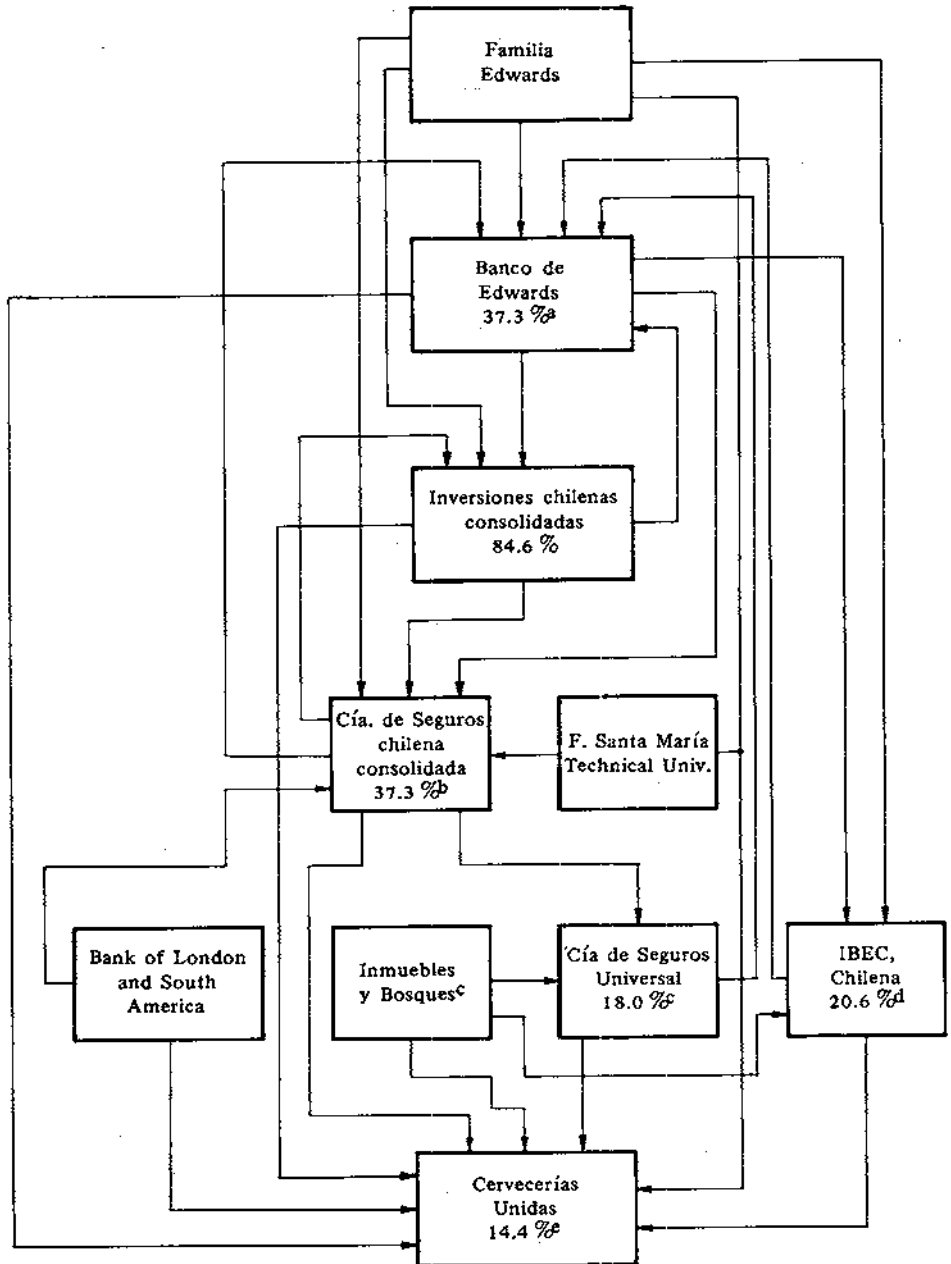 Familia
Edwards
Banco de
Edwards
37.3 %a
Inversiones chilenas
consolidadas
84.6 %
Cía. de Seguros
chilena
consolidada
37.3 %b
F. Santa María
Technical Univ.
Bank of London
and South
America
Inmuebles
y Bosquesc
Cía de Seguros
Universal
18.0 %c
IBEC,
Chilena
20.6 %d
Cervecerías
Unidas
14.4 %e